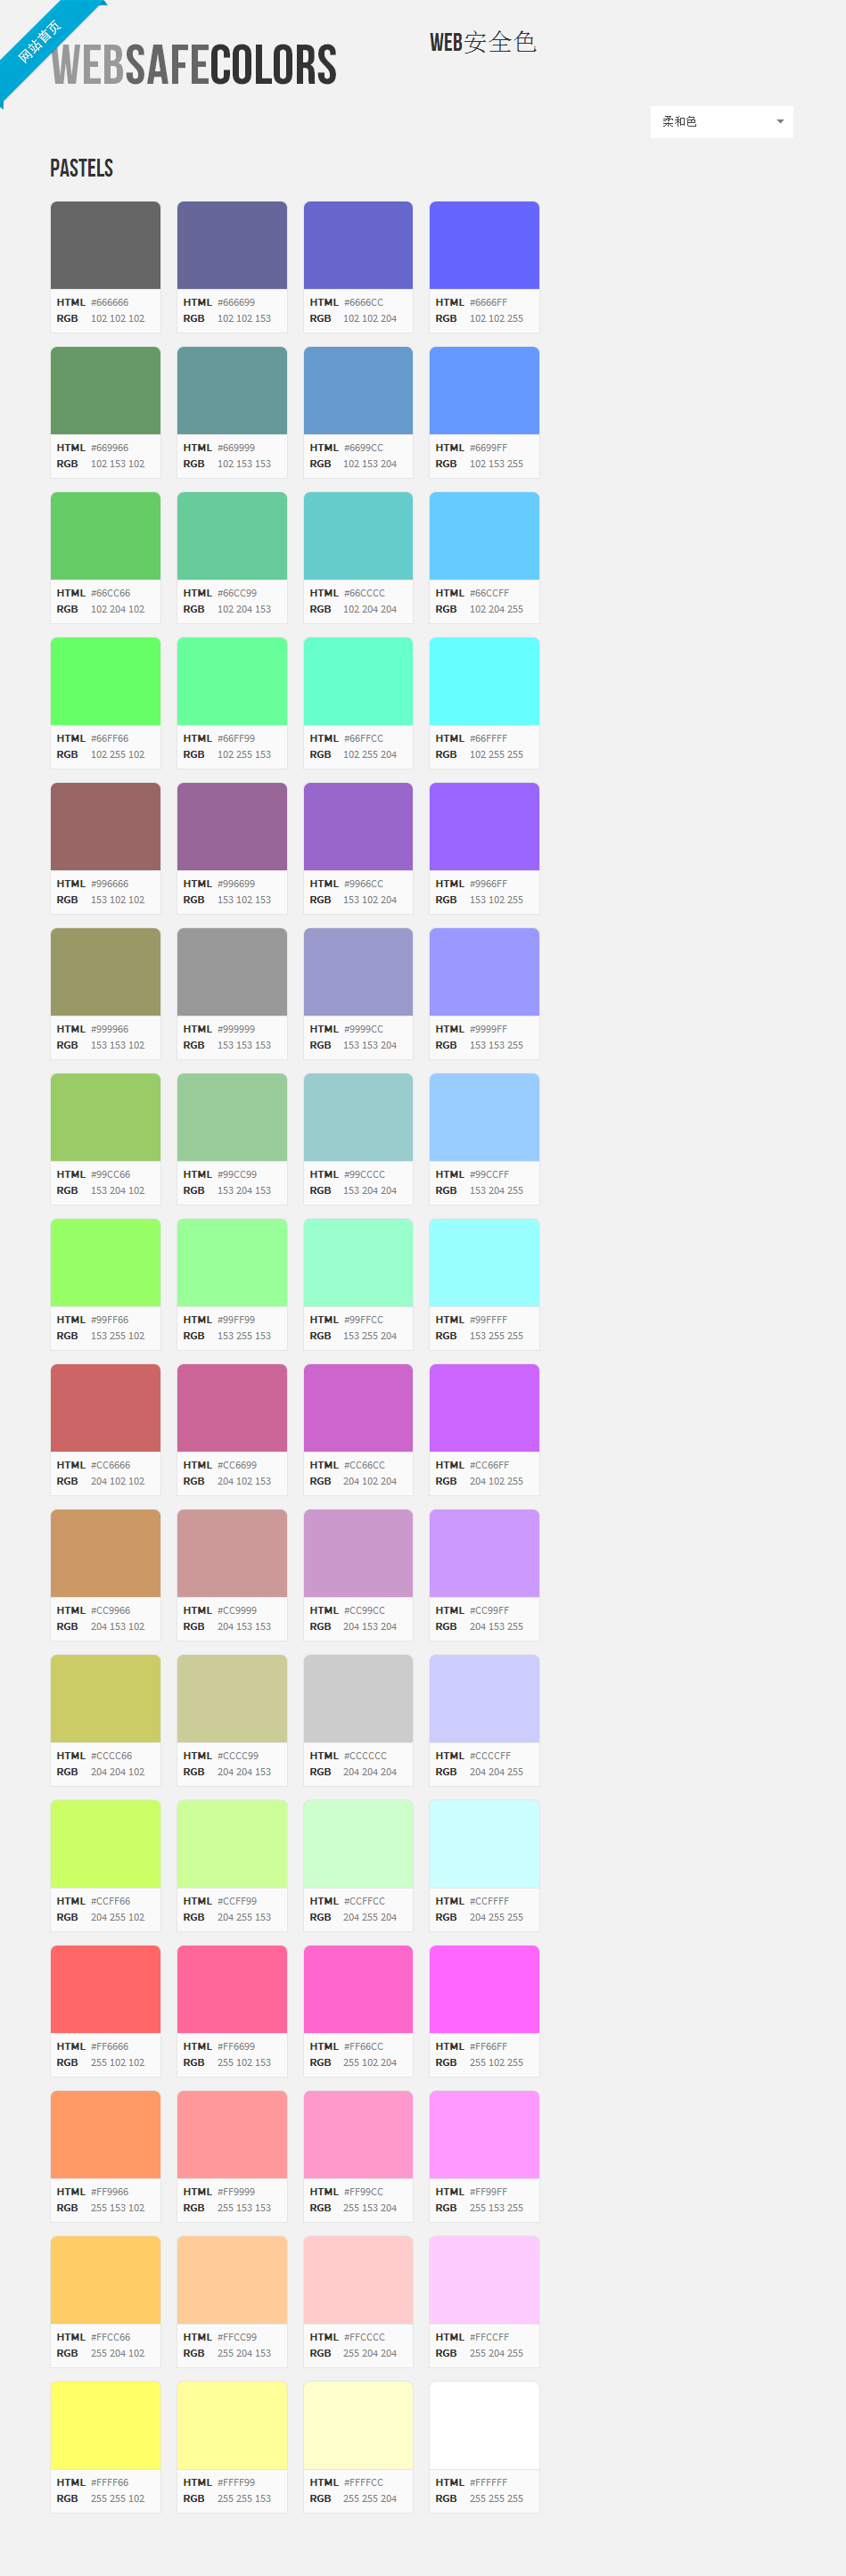 网站首页
WEBSAFECOLORS
WEB安全色
柔和色
PASTELS
HTML #666666 HTML #666699 HTML #6666CC HTML #6666FF
RGB 102 102 102 RGB 102 102 153 RGB 102 102 204 RGB 102 102 255
HTML #669966 HTML #669999 HTML #6699CC HTML #6699FF
RGB 102 153 102 RGB 102 153 153 RGB 102 153 204 RGB 102 153 255
HTML #66CC66 HTML #66CC99 HTML #66CCCC HTML #66CCFF
RGB 102 204 102 RGB 102 204 153 RGB 102 204 204 RGB 102 204 255
HTML #66FF66 HTML #66FF99 HTML #66FFCC HTML #66FFFF
RGB 102 255 102 RGB 102 255 153 RGB 102 255 204 RGB 102 255 255
HTML #996666 HTML #996699 HTML #9966CC HTML #9966FF
RGB 153 102 102 RGB 153 102 153 RGB 153 102 204 RGB 153 102 255
HTML #999966 HTML #999999 HTML #9999CC HTML #9999FF
RGB 153 153 102 RGB 153 153 153 RGB 153 153 204 RGB 153 153 255
HTML #99CC66 HTML #99CC99 HTML #99CCCC HTML #99CCFF
RGB 153 204 102 RGB 153 204 153 RGB 153 204 204 RGB 153 204 255
HTML #99FF66 HTML #99FF99 HTML #99FFCC HTML #99FFFF
RGB 153 255 102 RGB 153 255 153 RGB 153 255 204 RGB 153 255 255
HTML #CC6666 HTML #CC6699 HTML #CC66CC HTML #CC66FF
RGB 204 102 102 RGB 204 102 153 RGB 204 102 204 RGB 204 102 255
HTML #CC9966 HTML #CC9999 HTML #CC99CC HTML #CC99FF
RGB 204 153 102 RGB 204 153 153 RGB 204 153 204 RGB 204 153 255
HTML #CCCC66 HTML #CCCC99 HTML #CCCCCC HTML #CCCCFF
RGB 204 204 102 RGB 204 204 153 RGB 204 204 204 RGB 204 204 255
HTML #CCFF66 HTML #CCFF99 HTML #CCFFCC HTML #CCFFFF
RGB 204 255 102 RGB 204 255 153 RGB 204 255 204 RGB 204 255 255
HTML #FF6666 HTML #FF6699 HTML #FF66CC HTML #FF66FF
RGB 255 102 102 RGB 255 102 153 RGB 255 102 204 RGB 255 102 255
HTML #FF9966 HTML #FF9999 HTML #FF99CC HTML #FF99FF
RGB 255 153 102 RGB 255 153 153 RGB 255 153 204 RGB 255 153 255
HTML #FFCC66 HTML #FFCC99 HTML #FFCCCC HTML #FFCCFF
RGB 255 204 102 RGB 255 204 153 RGB 255 204 204 RGB 255 204 255
HTML #FFFF66 HTML #FFFF99 HTML #FFFFCC HTML #FFFFFF
RGB 255 255 102 RGB 255 255 153 RGB 255 255 204 RGB 255 255 255